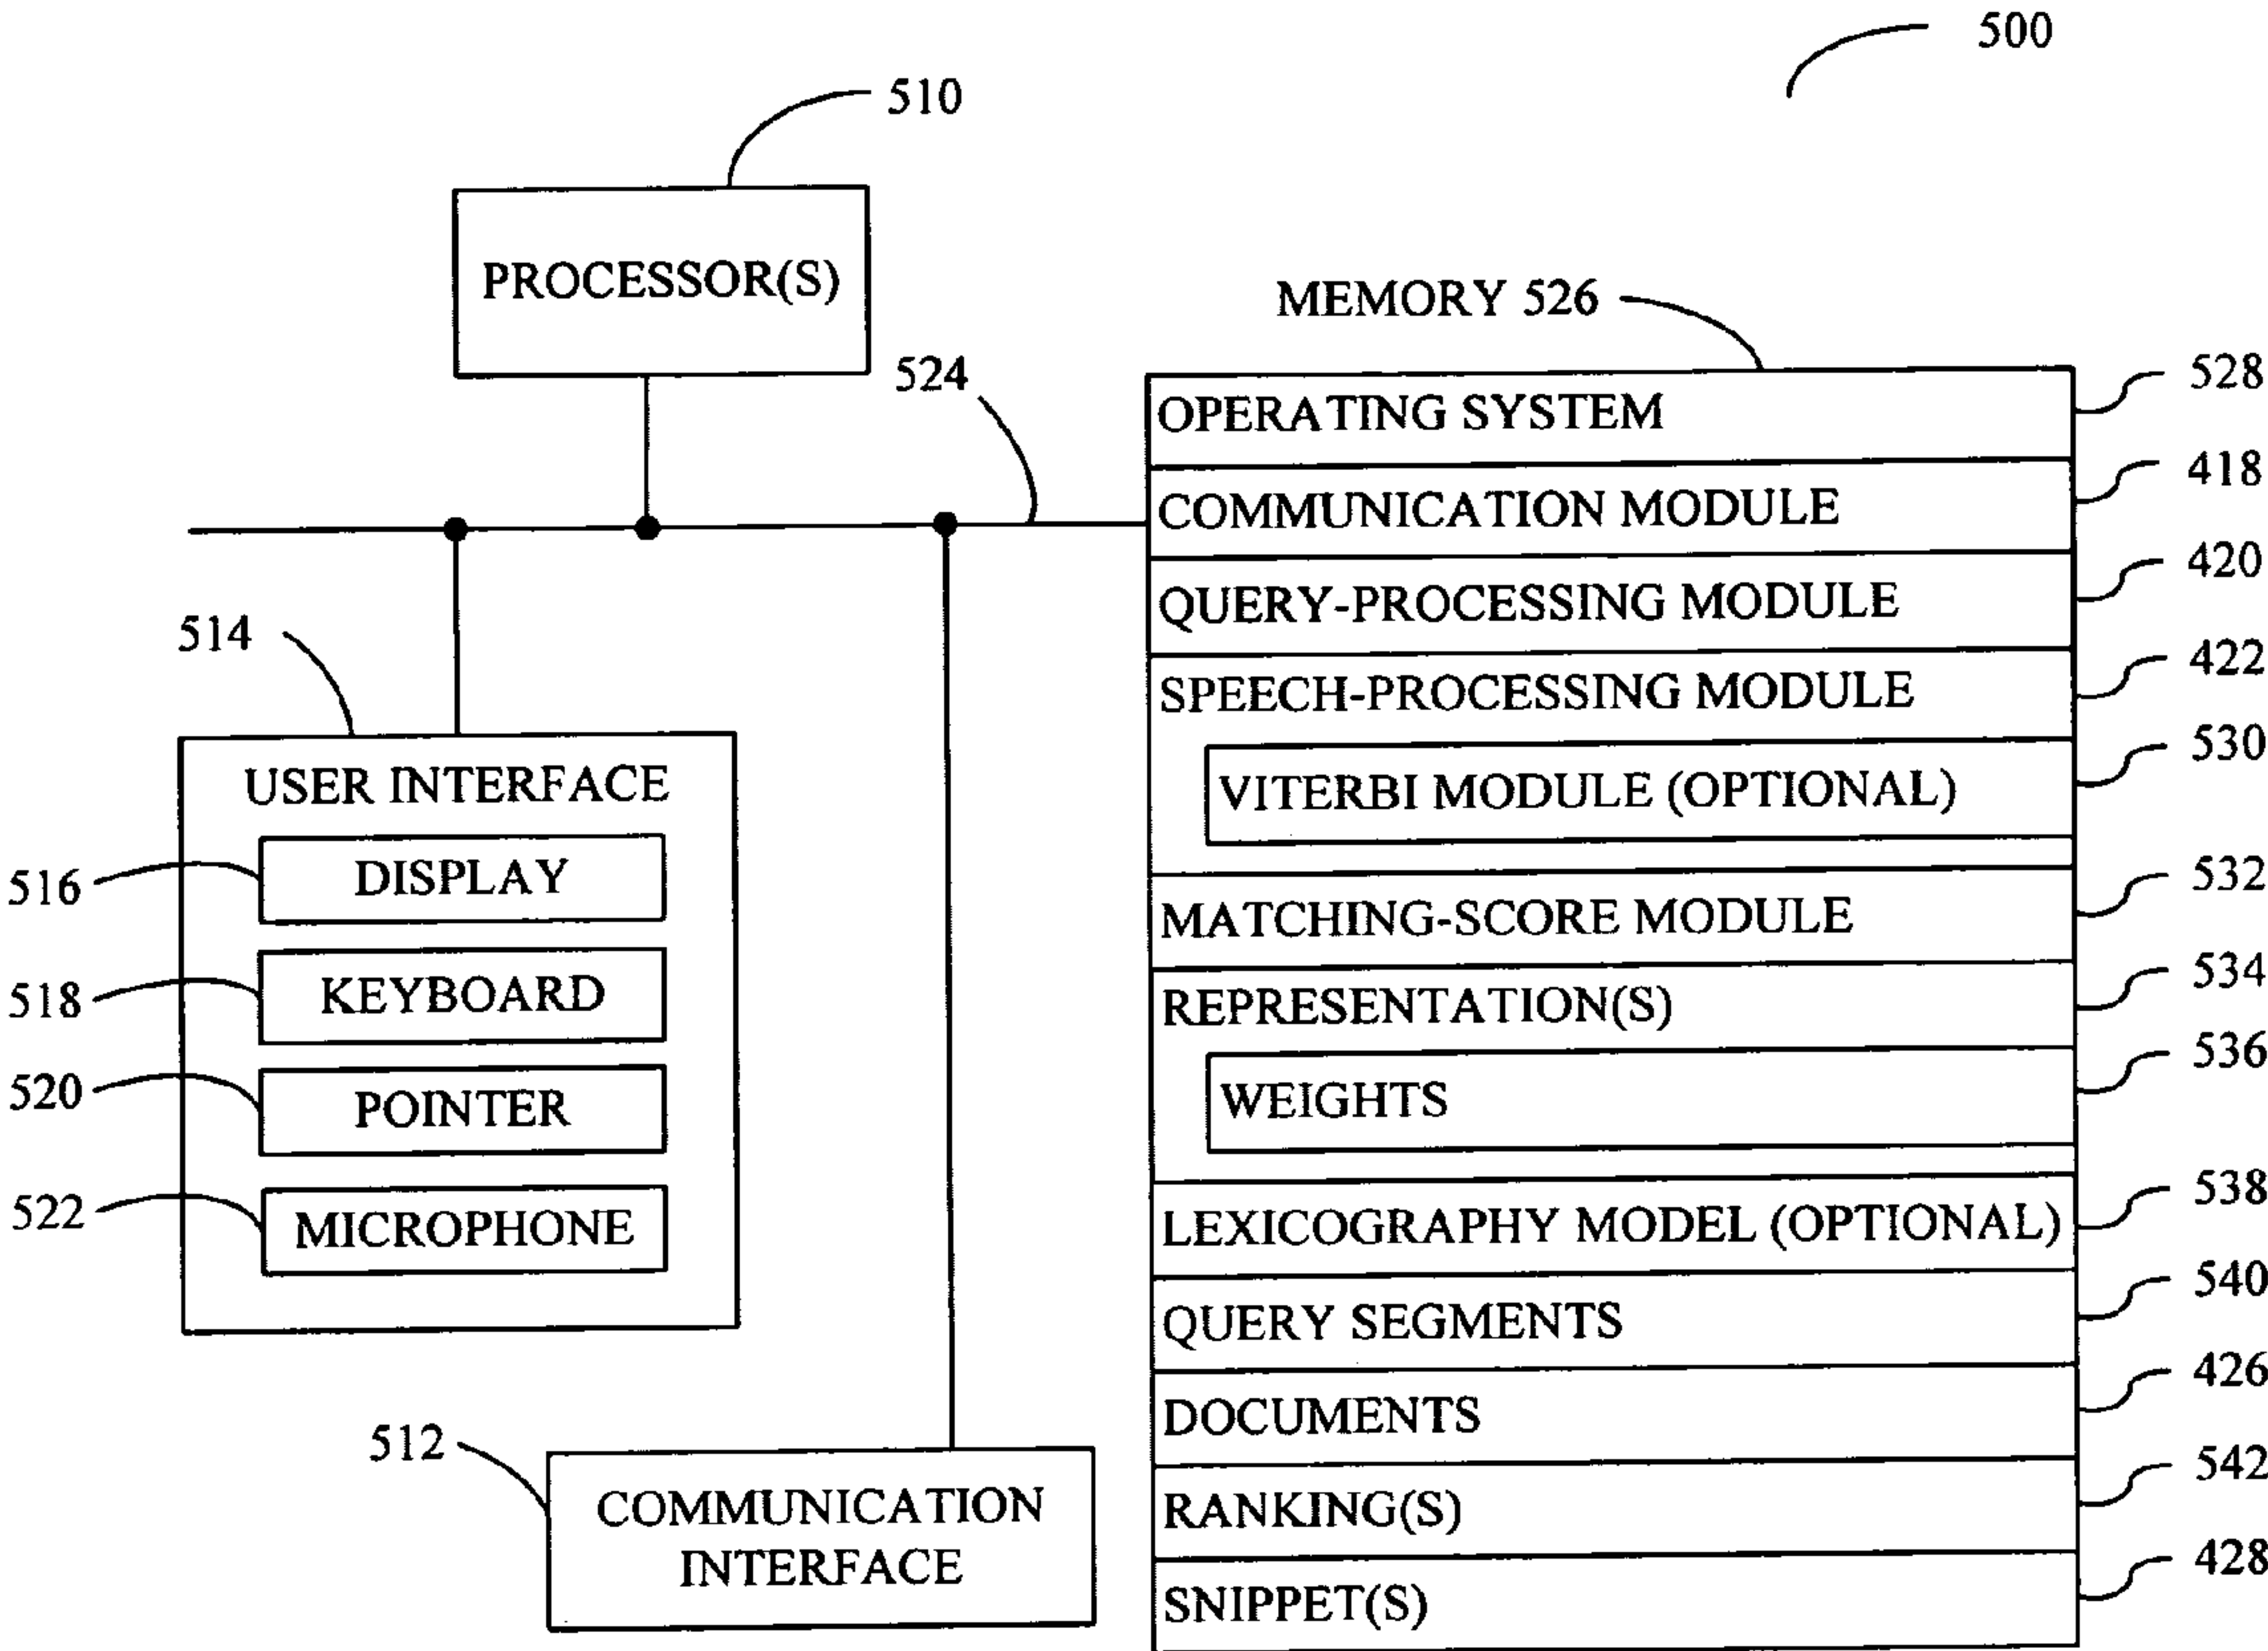 500
510
PROCESSOR(S)
MEMORY 526
524
OPERATING SYSTEM
528
COMMUNICATION MODULE
418
QUERY-PROCESSING MODULE
420
SPEECH-PROCESSING MODULE
422
VITERBI MODULE (OPTIONAL)
530
MATCHING-SCORE MODULE
532
REPRESENTATION(S)
534
WEIGHTS
536
LEXICOGRAPHY MODEL (OPTIONAL)
538
QUERY SEGMENTS
540
DOCUMENTS
426
RANKING(S)
542
SNIPPET(S)
428
514
USER INTERFACE
516
DISPLAY
518
KEYBOARD
520
POINTER
522
MICROPHONE
512
COMMUNICATION
INTERFACE